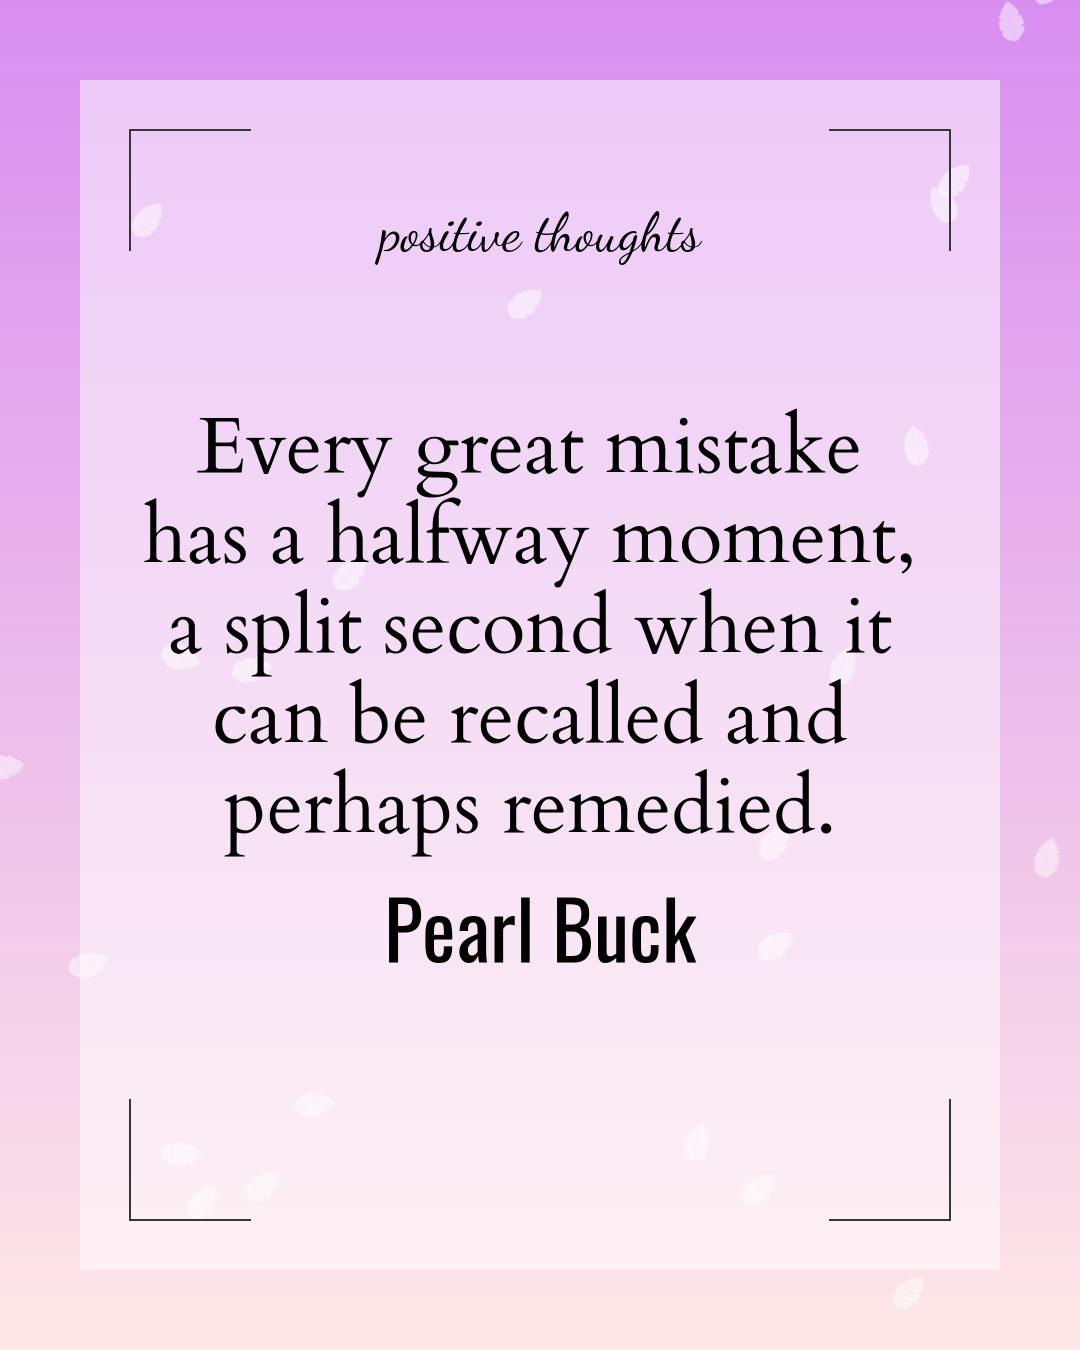 positive thoughts
Every great mistake
has a halfway moment,
a split second when it
can be recalled and
perhaps remedied.
Pearl Buck